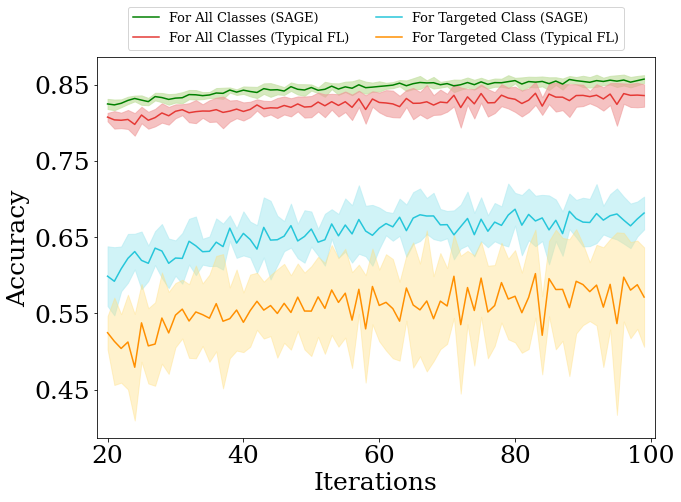 For All Classes (SAGE)
For All Classes (Typical FL)
For Targeted Class (SAGE)
For Targeted Class (Typical FL)
0.85
0.75
0.65
0.55
0.45
Accuracy
20 40 60 80 100
Iterations